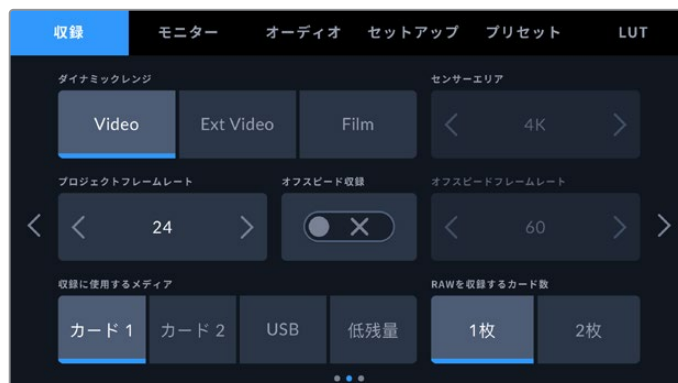 収録 モニター オーディオ セットアップ プリセット LUT
ダイナミックレンジ センサーエリア
Video Ext Video Film 4K
プロジェクトフレームレート オフスピード収録 オフスピードフレームレート
24 60
収録に使用するメディア RAWを収録するカード数
カード 1 カード 2 USB 低残量 1枚 2枚